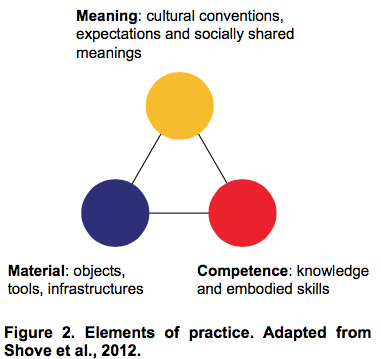 Meaning: cultural conventions,
expectations and socially shared
meanings
Material: objects,
tools, infrastructures
Competence: knowledge
and embodied skills
Figure 2. Elements of practice. Adapted from
Shove et al., 2012.